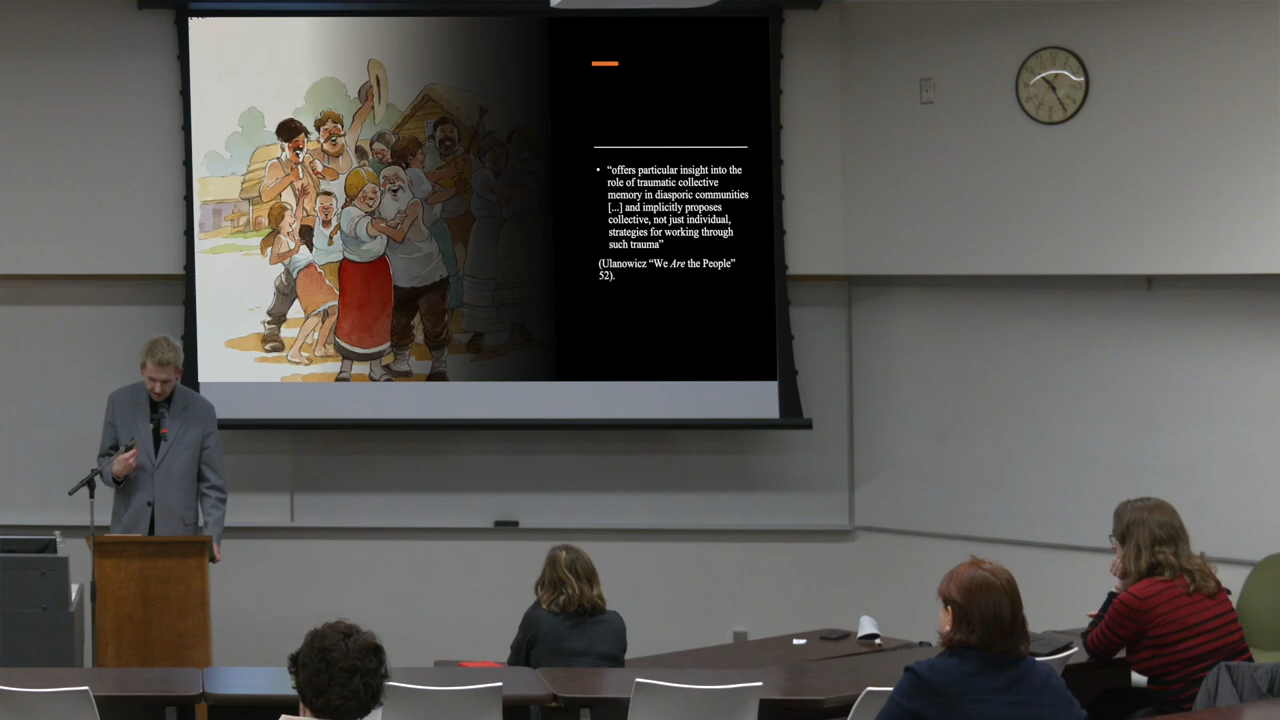 • “offers particular insight into the
role of traumatic collective
memory in diasporic communities
[...] and implicitly proposes
collective, not just individual,
strategies for working through
such trauma”
(Ulanowicz “We Are the People”
52).